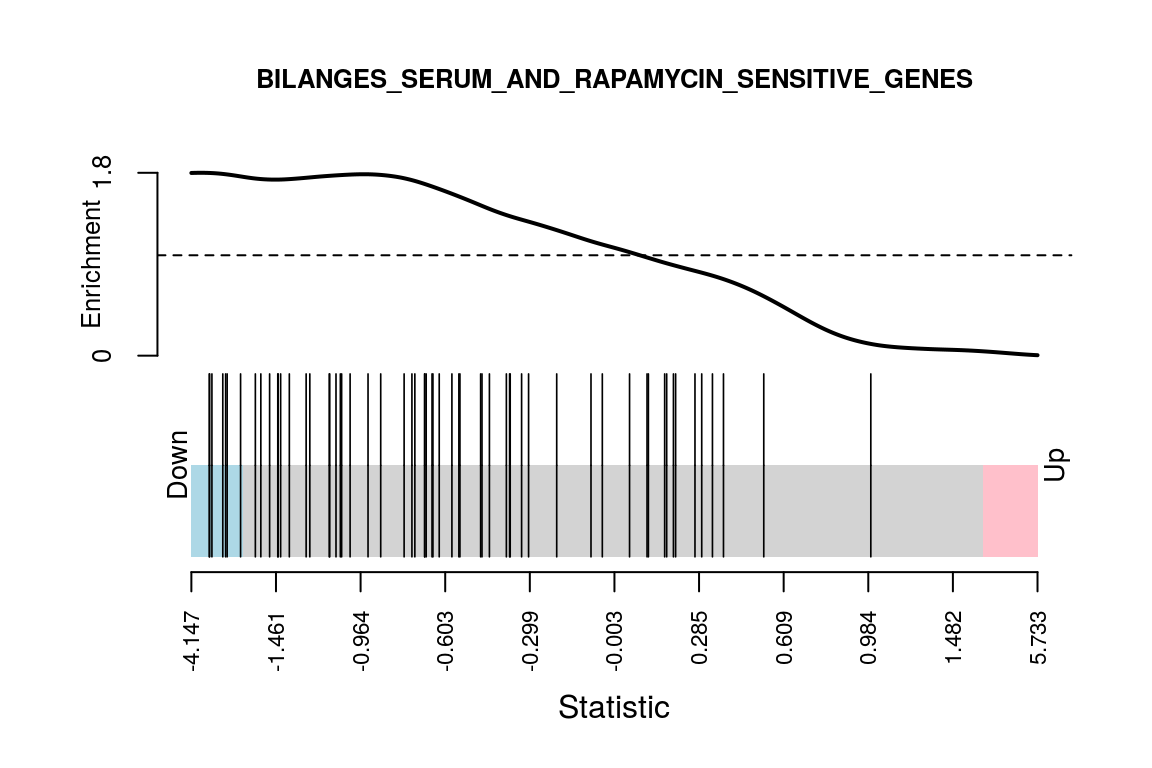 BILANGES_SERUM_AND_RAPAMYCIN_SENSITIVE_GENES
Enrichment
1.8
0
Down
Up
-4.147
-1.461
-0.964
-0.603
-0.299
-0.003
0.285
0.609
0.984
1.482
5.733
Statistic